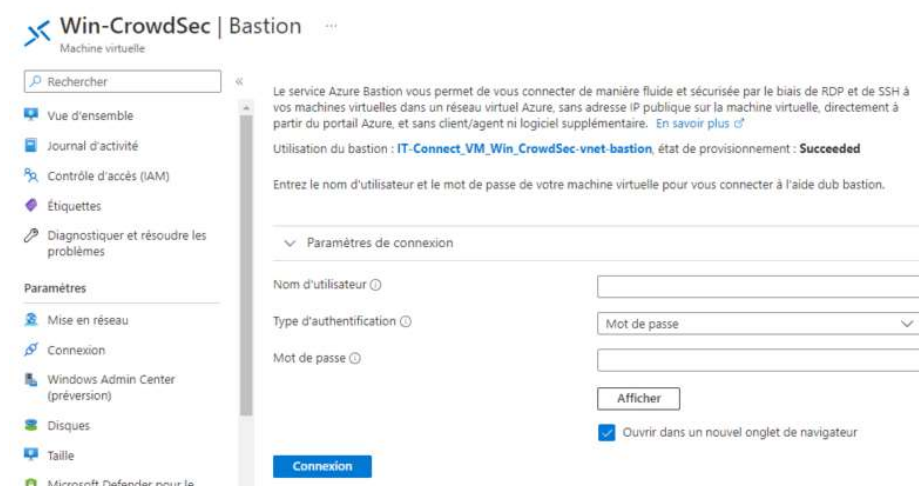 Win-CrowdSec | Bastion ...
Machine virtuelle
Rechercher
«
Vue d'ensemble
Journal d'activité
Contrôle d'accès (IAM)
Étiquettes
Diagnostiquer et résoudre les
problèmes
Paramètres
Mise en réseau
Connexion
Windows Admin Center
(préversion)
Disques
Taille
Microsoft Defender pour le
Le service Azure Bastion vous permet de vous connecter de manière fluide et sécurisée par le biais de RDP et de SSH à
vos machines virtuelles dans un réseau virtuel Azure, sans adresse IP publique sur la machine virtuelle, directement à
partir du portail Azure, et sans client/agent ni logiciel supplémentaire. En savoir plus
Utilisation du bastion : IT-Connect_VM_Win_CrowdSec-vnet-bastion, état de provisionnement : Succeeded
Entrez le nom d'utilisateur et le mot de passe de votre machine virtuelle pour vous connecter à l'aide dub bastion.
Paramètres de connexion
Nom d'utilisateur
Type d'authentification
Mot de passe
Mot de passe
Afficher
Ouvrir dans un nouvel onglet de navigateur
Connexion